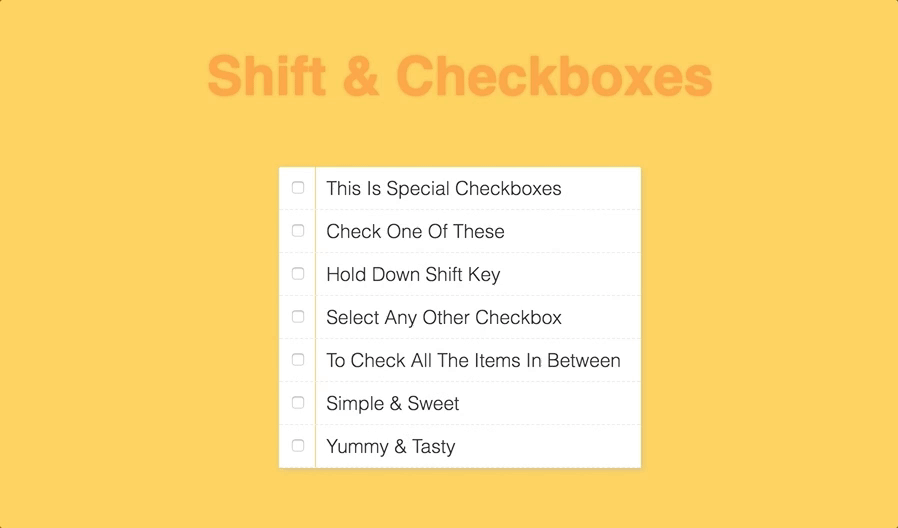 Shift & Checkboxes
This Is Special Checkboxes
Check One Of These
Hold Down Shift Key
Select Any Other Checkbox
To Check All The Items In Between
Simple & Sweet
Yummy & Tasty